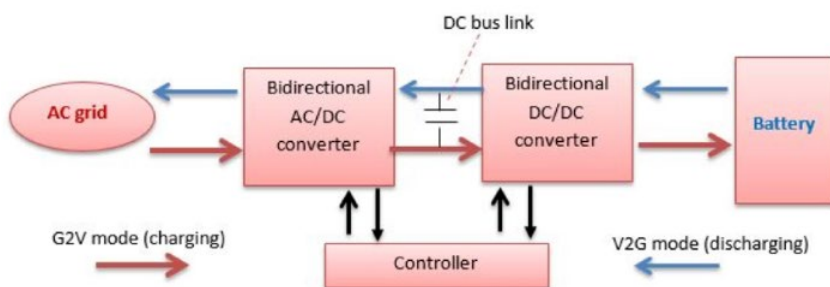 DC bus link
AC grid
Bidirectional
AC/DC
converter
Bidirectional
DC/DC
converter
Battery
G2V mode (charging)
Controller
V2G mode (discharging)